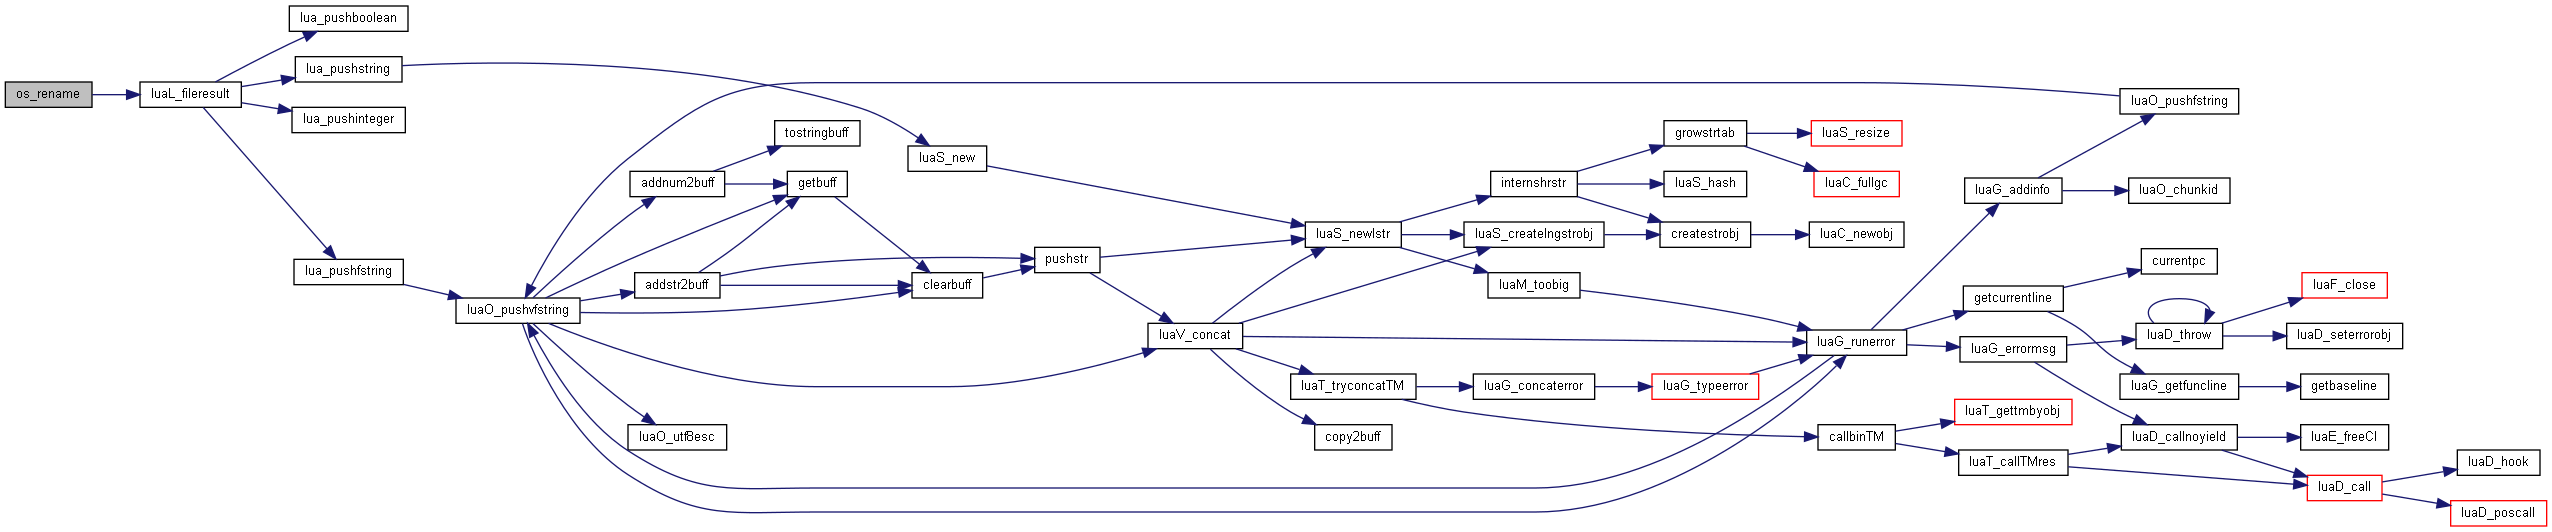 os_rename
luaL_fileresult
lua_pushboolean
lua_pushstring
lua_pushinteger
lua_pushfstring
luaO_pushvfstring
addnum2buff
tostringbuff
getbuff
addstr2buff
clearbuff
luaO_utf8esc
luaS_new
pushstr
luaV_concat
luaS_newlstr
luaT_tryconcatTM
copy2buff
internshrstr
luaS_createlngstrobj
luaM_toobig
luaG_concaterror
growstrtab
luaS_hash
createstrobj
luaG_typeerror
luaS_resize
luaC_fullgc
luaC_newobj
luaG_runerror
callbinTM
luaG_addinfo
getcurrentline
luaG_errormsg
luaT_gettmbyobj
luaT_callTMres
luaO_pushfstring
luaO_chunkid
currentpc
luaD_throw
luaG_getfuncline
luaD_callnoyield
luaF_close
luaD_seterrorobj
getbaseline
luaE_freeCI
luaD_call
luaD_hook
luaD_poscall